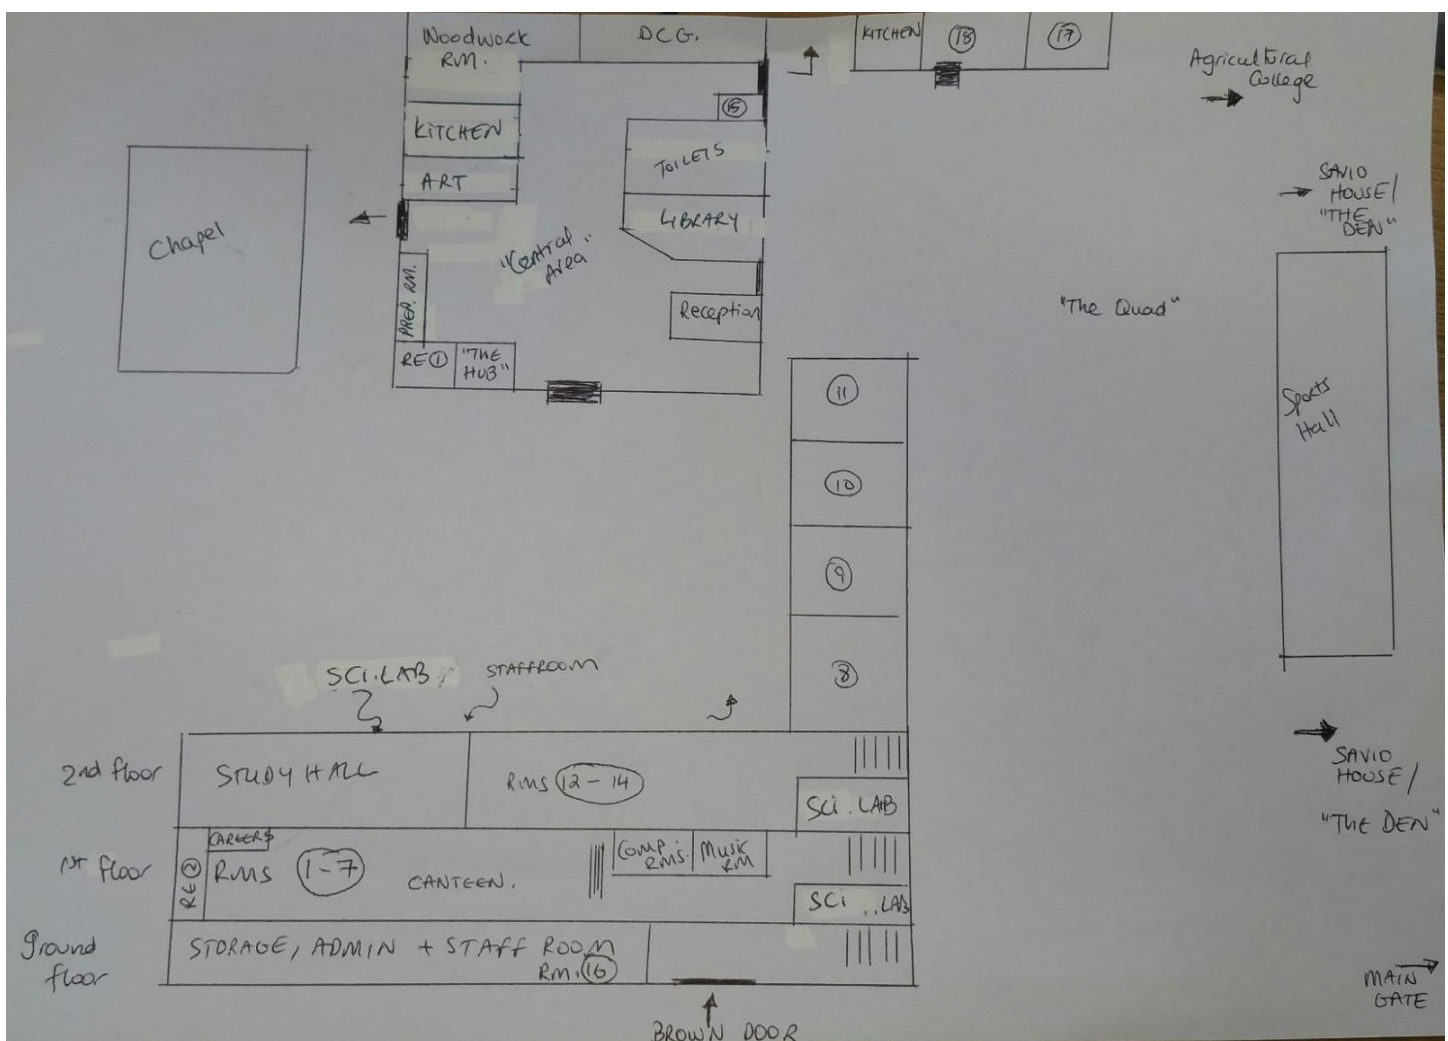 Woodwork
RM.
D.C.G.
KITCHEN
18
17
Agricultural
College
15
KITCHEN
TOILETS
ART
SAVIO
HOUSE/
"THE
DEN"
LIBRARY
Chapel
"Central
Area"
PREP. RM.
Reception
"The Quad"
RE 1
"THE
HUB"
11
Sports
Hall
10
9
8
SCi. LAB
STAFFROOM
2nd floor
STUDY HALL
RMS 12 - 14
SCi. LAB
SAVIO
HOUSE /
"THE DEN"
1st floor
RE 2
CAREERS
RMS 1-7
CANTEEN.
COMP.
RMS.
MUSIC
RM
SCi. LAB
Ground
floor
STORAGE, ADMIN + STAFF ROOM
RM. 16
MAIN
GATE
BROWN DOOR